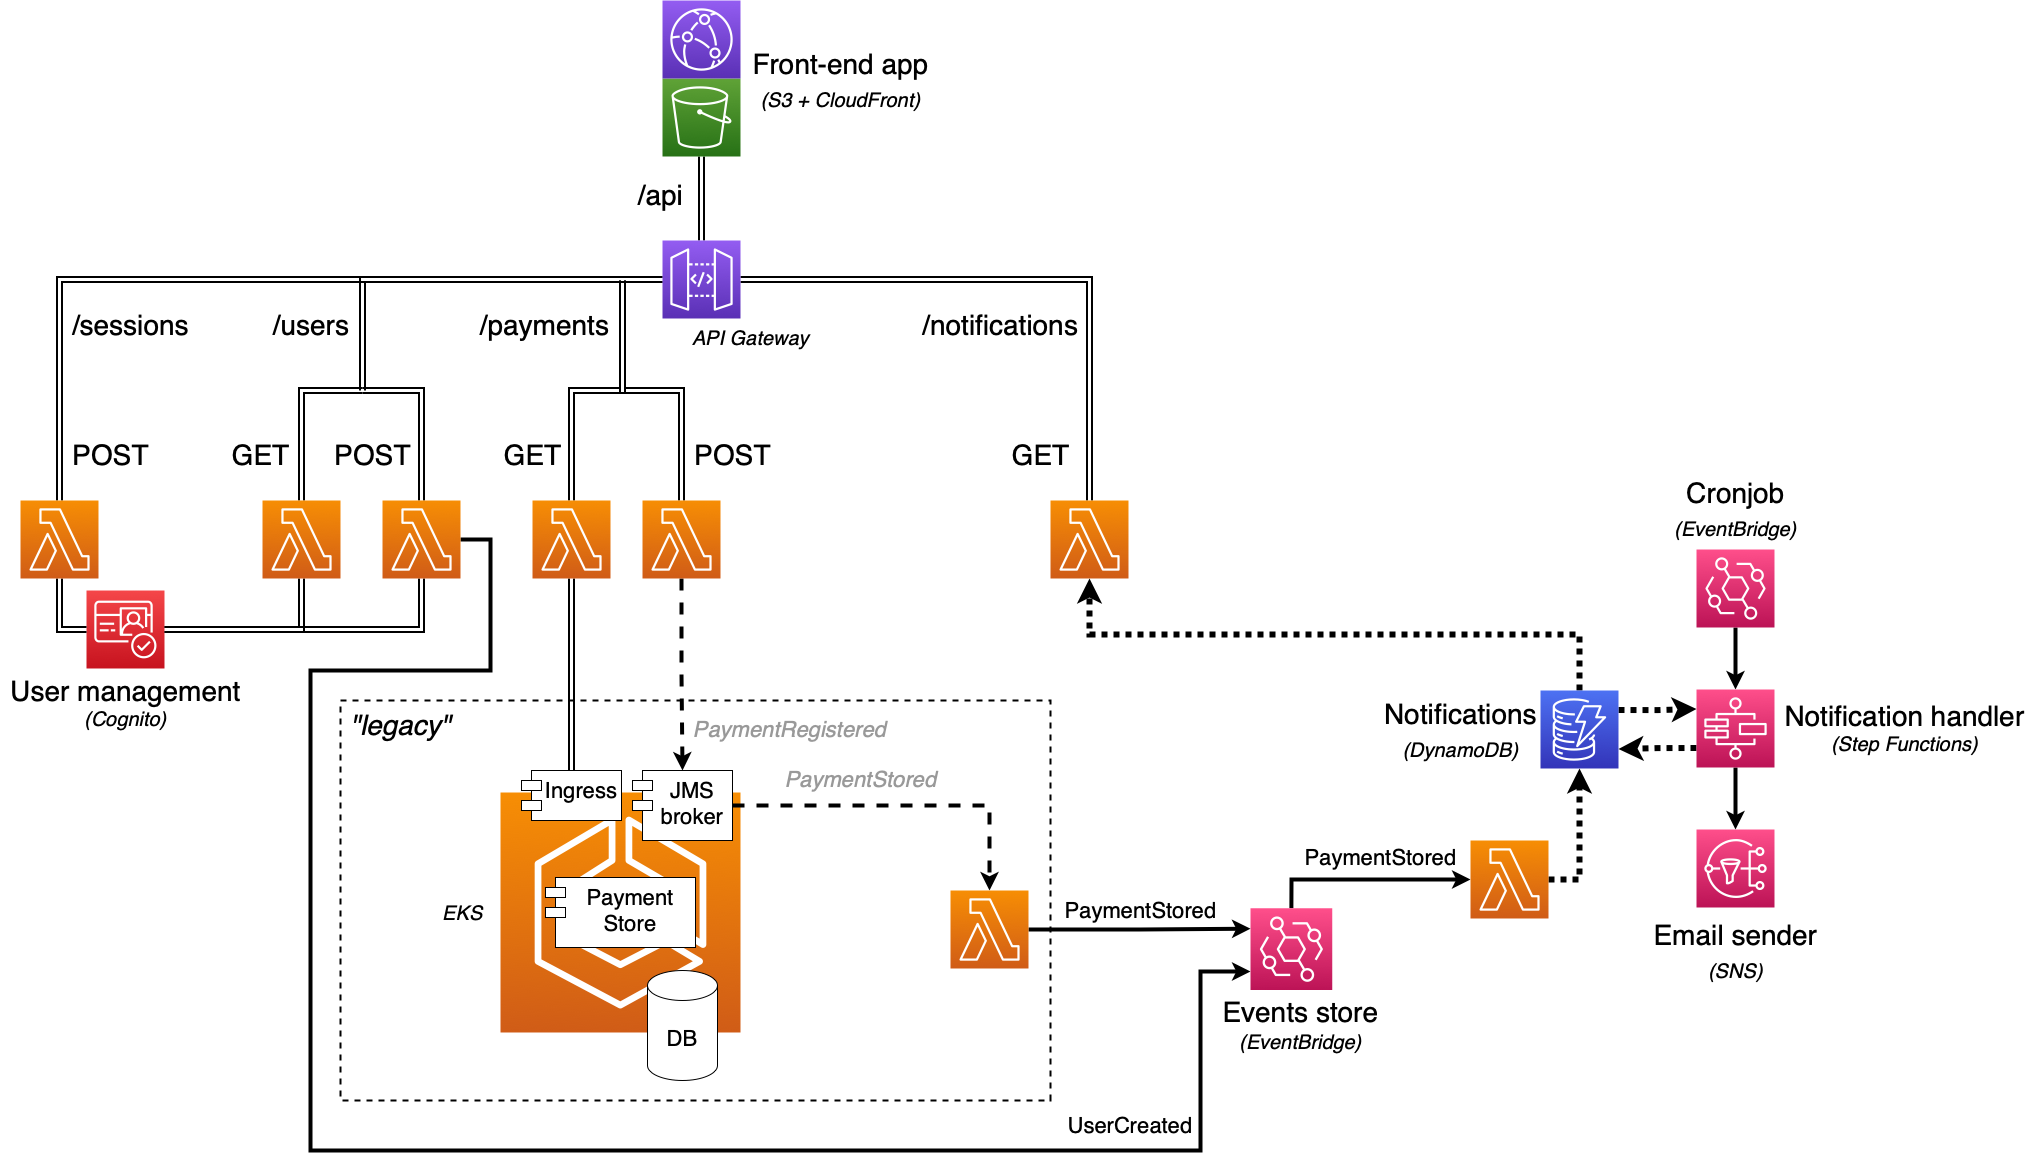 Front-end app
(S3 + CloudFront)
/api
</>
API Gateway
/sessions
/users
/payments
/notifications
POST
GET
POST
GET
POST
GET
Cronjob
(EventBridge)
User management
(Cognito)
"legacy"
PaymentRegistered
PaymentStored
Notifications
(DynamoDB)
Notification handler
(Step Functions)
Ingress
JMS
broker
EKS
Payment
Store
DB
PaymentStored
PaymentStored
Events store
(EventBridge)
Email sender
(SNS)
UserCreated